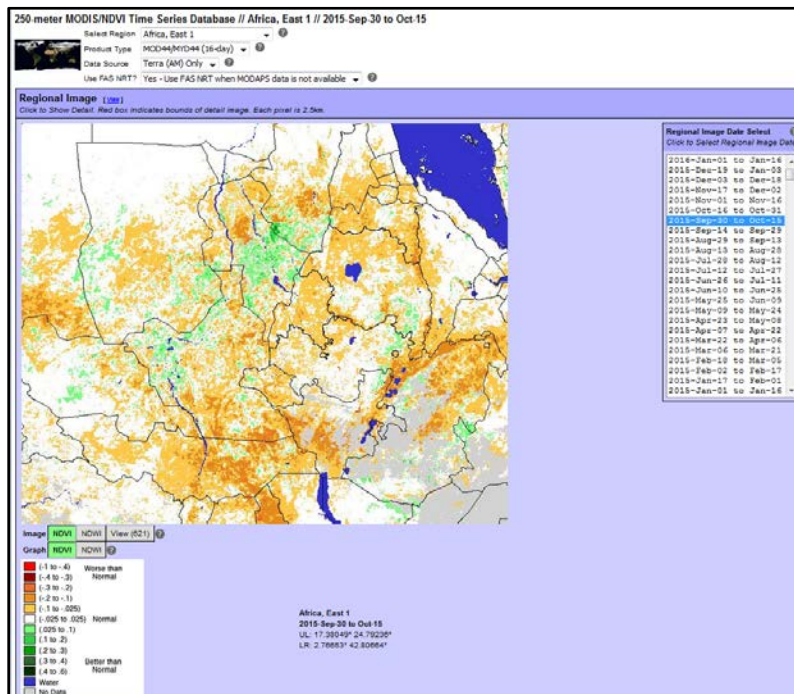 250-meter MODIS/NDVI Time Series Database // Africa, East 1 // 2015-Sep-30 to Oct-15
Select Region Africa, East 1
Product Type MOD44/MYD44 (16-day)
Data Source Terra (AM) Only
Use FAS NRT? Yes - Use FAS NRT when MODAPS data is not available
Regional Image [View]
Click to Show Detail. Red box indicates bounds of detail image. Each pixel is 2.5km.
Regional Image Date Select
Click to Select Regional Image Date
2016-Jan-01 to Jan-16
2015-Dec-19 to Jan-03
2015-Dec-03 to Dec-18
2015-Nov-17 to Dec-02
2015-Nov-01 to Nov-16
2015-Oct-16 to Oct-31
2015-Sep-30 to Oct-15
2015-Sep-14 to Sep-29
2015-Aug-29 to Sep-13
2015-Aug-13 to Aug-28
2015-Jul-28 to Aug-12
2015-Jul-12 to Jul-27
2015-Jun-26 to Jul-11
2015-Jun-10 to Jun-25
2015-May-25 to Jun-09
2015-May-09 to May-24
2015-Apr-23 to May-08
2015-Apr-07 to Apr-22
2015-Mar-22 to Apr-06
2015-Mar-06 to Mar-21
2015-Feb-18 to Mar-05
2015-Feb-02 to Feb-17
2015-Jan-17 to Feb-01
2015-Jan-01 to Jan-16
Image NDVI NDWI View (621)
Graph NDVI NDWI
(-1 to -.4) Worse than
(-.4 to -.3) Normal
(-.3 to -.2)
(-.2 to -.1)
(-.1 to -.025)
(-.025 to .025) Normal
(.025 to .1)
(.1 to .2)
(.2 to .3)
(.3 to .4) Better than
(.4 to .6) Normal
Water
No Data
Africa, East 1
2015-Sep-30 to Oct-15
UL: 17.38049° 24.79236°
LR: 2.76683° 42.80664°